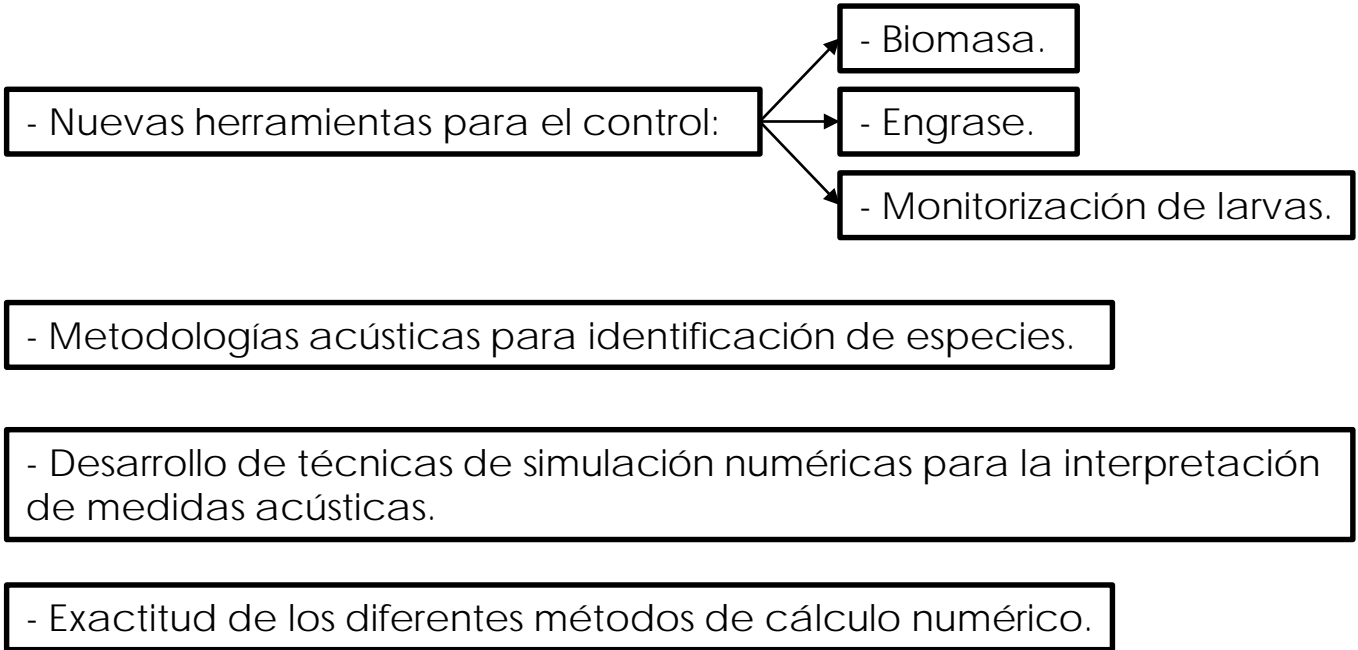 - Nuevas herramientas para el control:
- Biomasa.
- Engrase.
- Monitorización de larvas.
- Metodologías acústicas para identificación de especies.
- Desarrollo de técnicas de simulación numéricas para la interpretación
de medidas acústicas.
- Exactitud de los diferentes métodos de cálculo numérico.